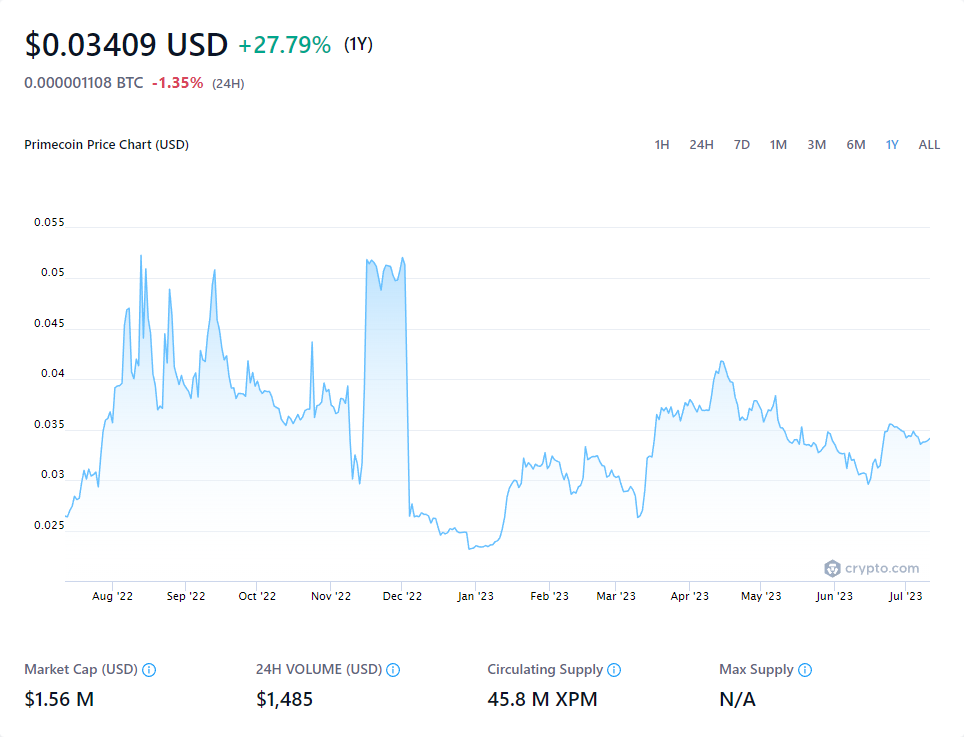 $0.03409 USD +27.79% (1Y)
0.000001108 BTC -1.35% (24H)
Primecoin Price Chart (USD) 1H 24H 7D 1M 3M 6M 1Y ALL
0.055
0.05
0.045
0.04
0.035
0.03
0.025
crypto.com
Aug '22 Sep '22 Oct '22 Nov '22 Dec '22 Jan '23 Feb '23 Mar '23 Apr '23 May '23 Jun '23 Jul '23
Market Cap (USD) 24H VOLUME (USD) Circulating Supply Max Supply
$1.56 M $1,485 45.8 M XPM N/A